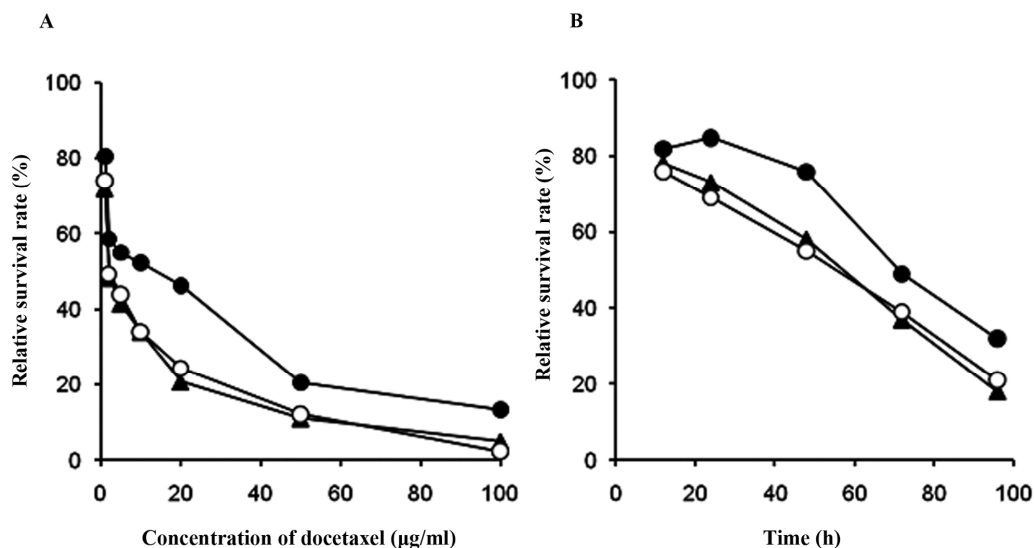 A
100
80
60
40
20
0
Relative survival rate (%)
0 20 40 60 80 100
Concentration of docetaxel (µg/ml)
B
100
80
60
40
20
0
Relative survival rate (%)
0 20 40 60 80 100
Time (h)